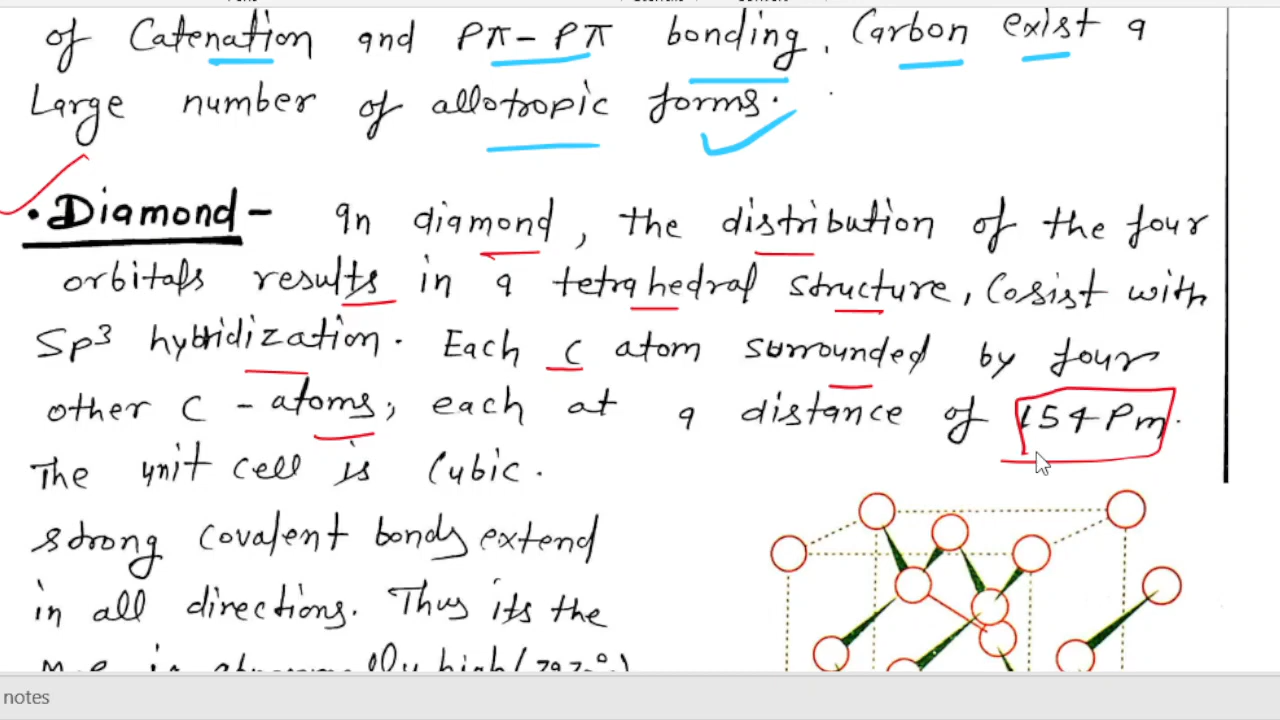 of Catenation and Pπ-Pπ bonding. Carbon exist a
Large number of allotropic forms.
• Diamond - In diamond, the distribution of the four
orbitals results in a tetrahedral structure, Cosist with
Sp³ hybridization. Each C atom surrounded by four
other C - atoms, each at a distance of 154 Pm.
The unit cell is Cubic.
strong covalent bonds extend
in all directions. Thus its the
notes